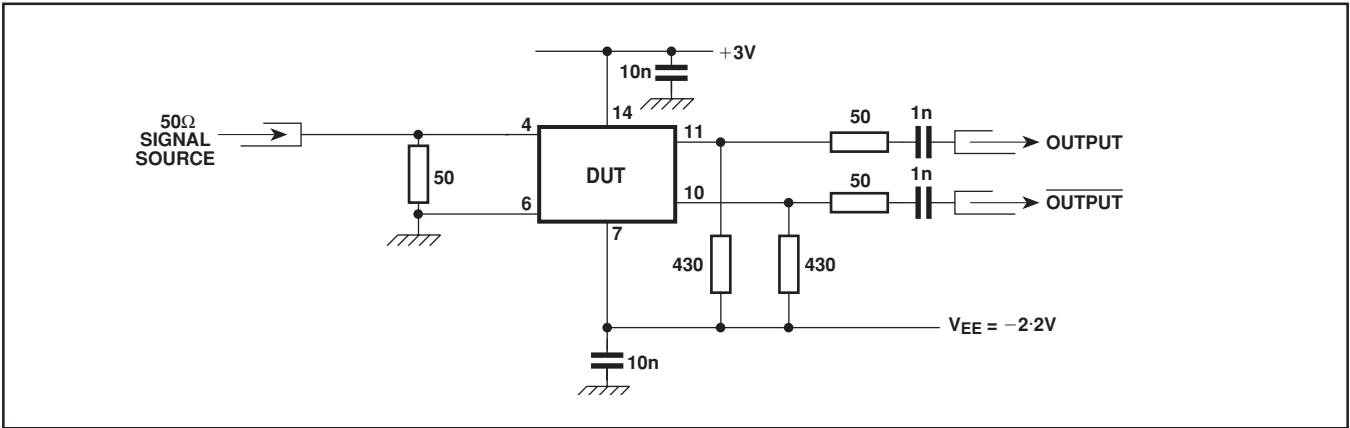 +3V
10n
50Ω
SIGNAL
SOURCE
4
14
11
50
1n
OUTPUT
50
DUT
10
50
1n
OUTPUT
6
7
430
430
VEE = −2·2V
10n